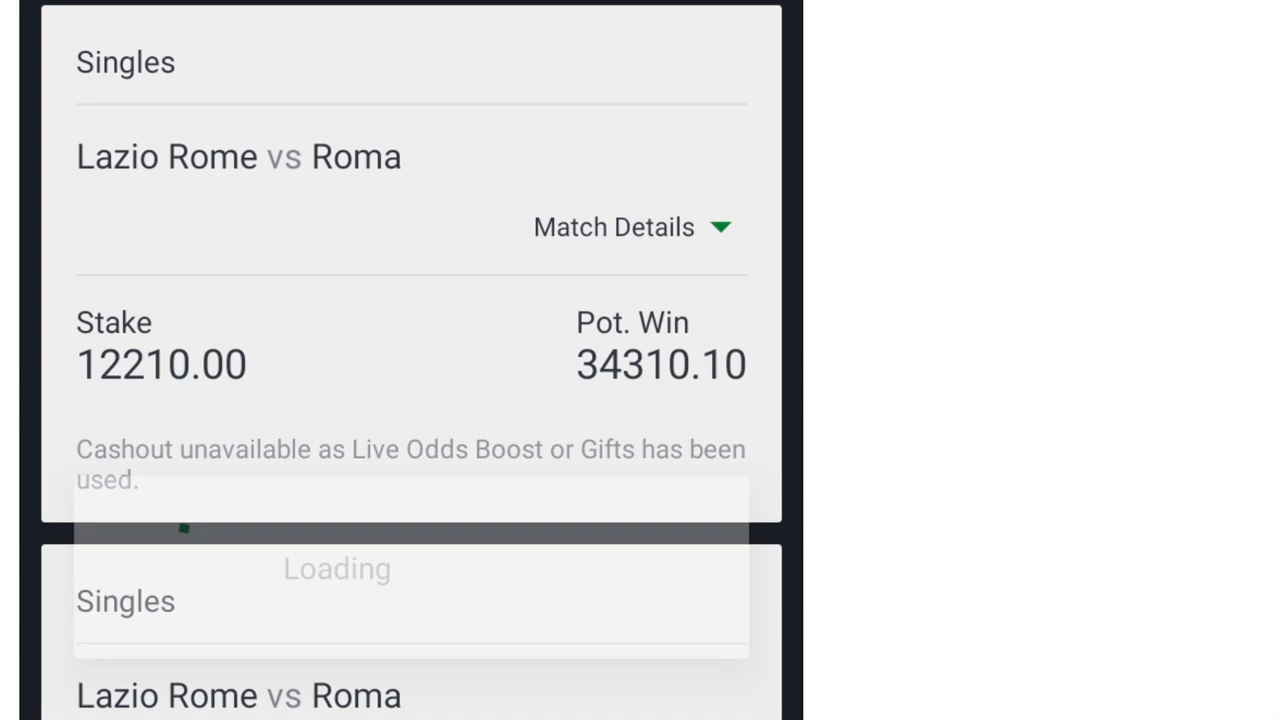 Singles
Lazio Rome vs Roma
Match Details
Stake Pot. Win
12210.00 34310.10
Cashout unavailable as Live Odds Boost or Gifts has been
used.
Loading
Singles
Lazio Rome vs Roma